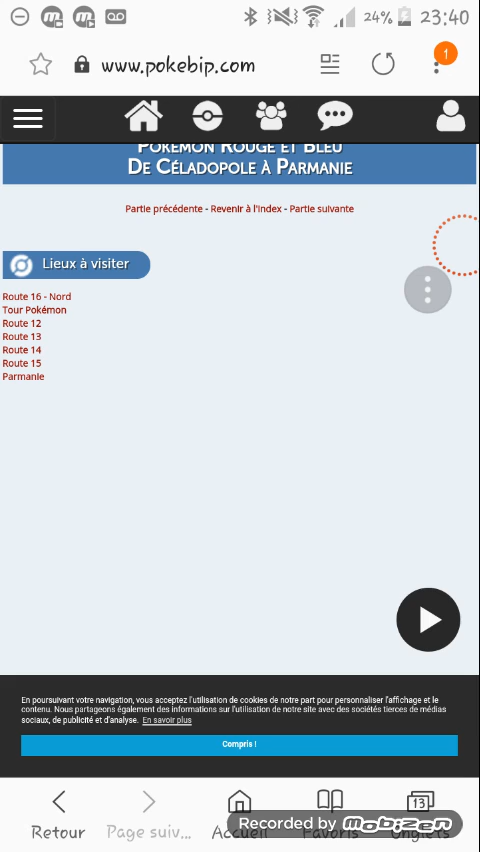 24% 23:40
www.pokebip.com
1
Pokémon Rouge et Bleu
De Céladopole à Parmanie
Partie précédente - Revenir à l'index - Partie suivante
Lieux à visiter
Route 16 - Nord
Tour Pokémon
Route 12
Route 13
Route 14
Route 15
Parmanie
En poursuivant votre navigation, vous acceptez l'utilisation de cookies de notre part pour personnaliser l'affichage et le
contenu. Nous partageons également des informations sur l'utilisation de notre site avec des sociétés tierces de médias
sociaux, de publicité et d'analyse. En savoir plus
Compris !
13
Retour Page suiv... Accueil Favoris Onglets
Recorded by mobizen